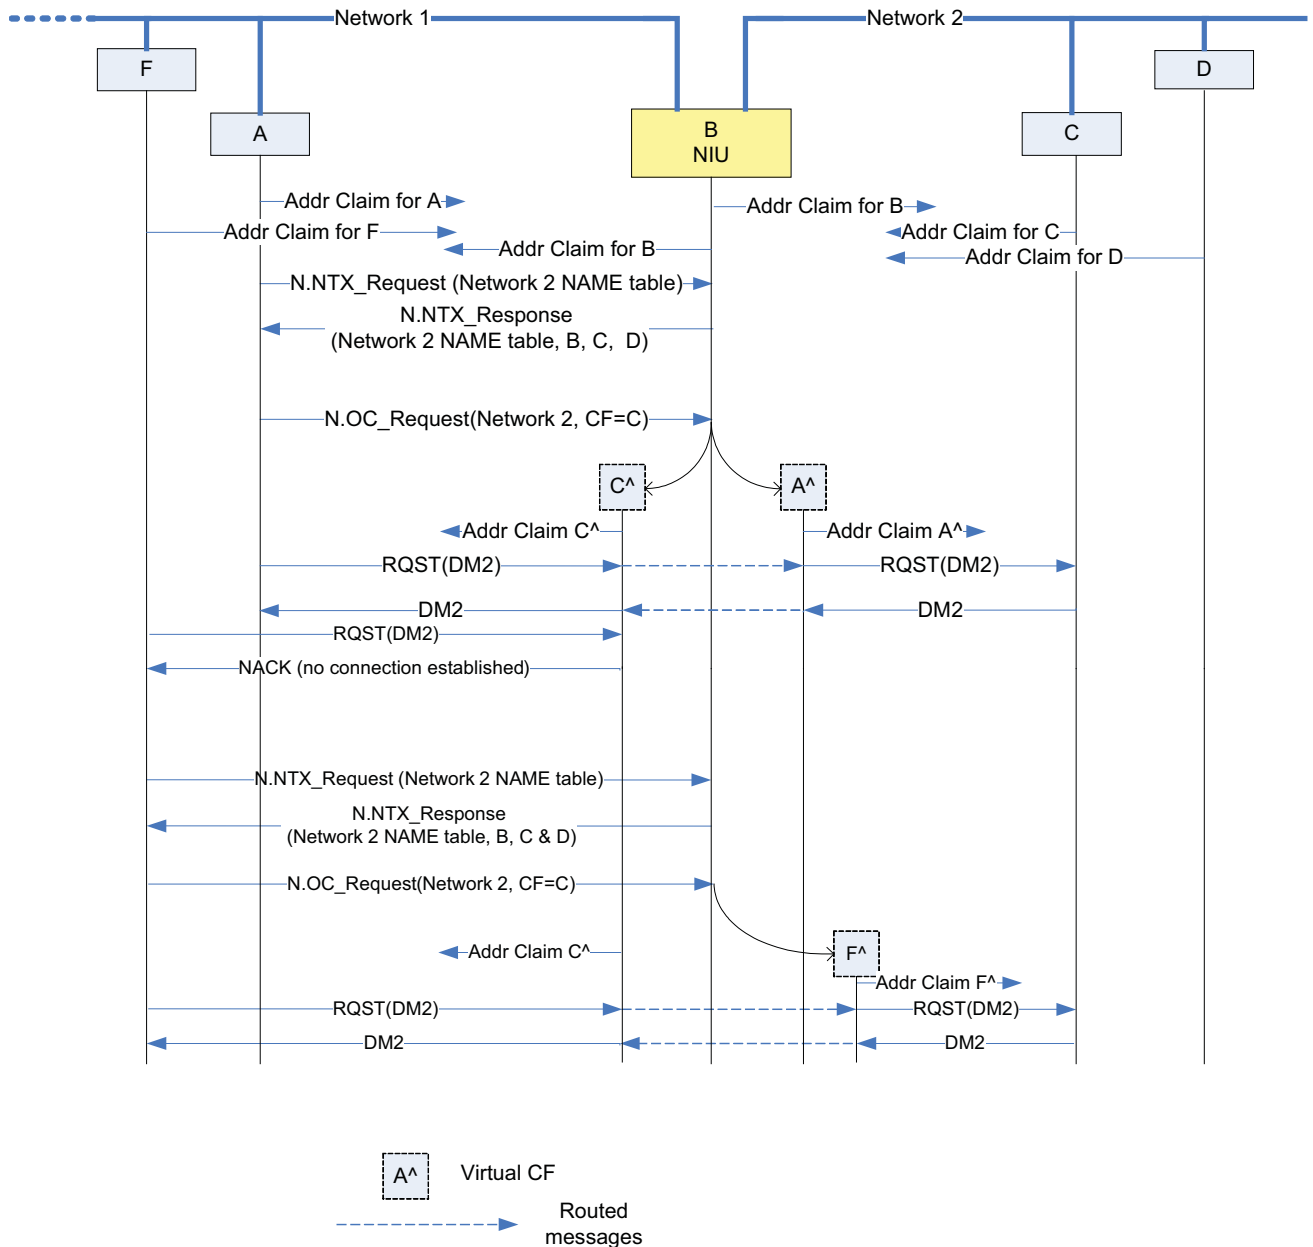 Network 1
Network 2
F
D
A
B
NIU
C
Addr Claim for A
Addr Claim for B
Addr Claim for F
Addr Claim for C
Addr Claim for B
Addr Claim for D
N.NTX_Request (Network 2 NAME table)
N.NTX_Response
(Network 2 NAME table, B, C,  D)
N.OC_Request(Network 2, CF=C)
C^
A^
Addr Claim C^
Addr Claim A^
RQST(DM2)
RQST(DM2)
DM2
DM2
RQST(DM2)
NACK (no connection established)
N.NTX_Request (Network 2 NAME table)
N.NTX_Response
(Network 2 NAME table, B, C & D)
N.OC_Request(Network 2, CF=C)
Addr Claim C^
F^
Addr Claim F^
RQST(DM2)
RQST(DM2)
DM2
DM2
A^
Virtual CF
Routed
messages